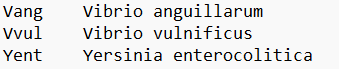 Vang    Vibrio anguillarum
Vvul    Vibrio vulnificus
Yent    Yersinia enterocolitica